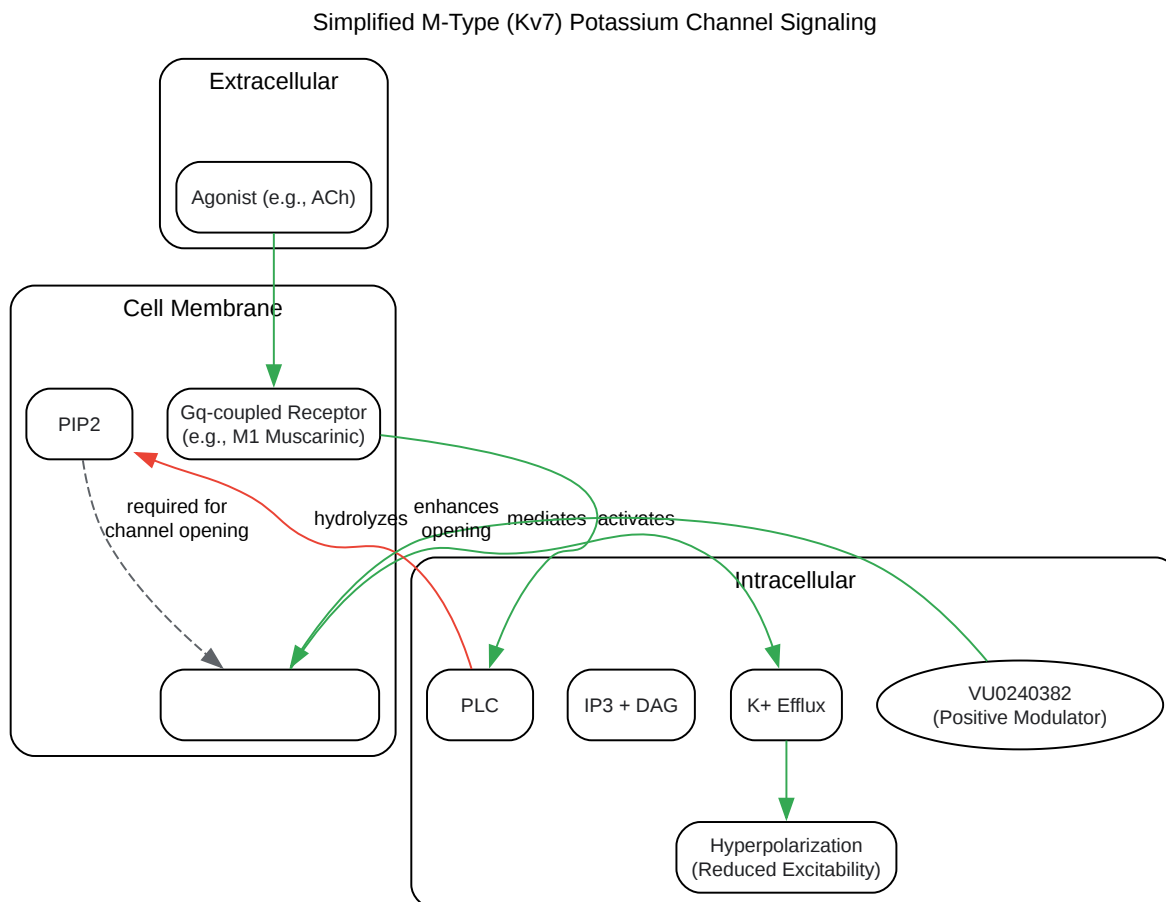 Simplified M-Type (Kv7) Potassium Channel Signaling
Extracellular
Agonist (e.g., ACh)
Cell Membrane
PIP2
Gq-coupled Receptor
(e.g., M1 Muscarinic)
required for
channel opening
hydrolyzes
enhances
opening
mediates
activates
Intracellular
PLC
IP3 + DAG
K+ Efflux
VU0240382
(Positive Modulator)
Hyperpolarization
(Reduced Excitability)